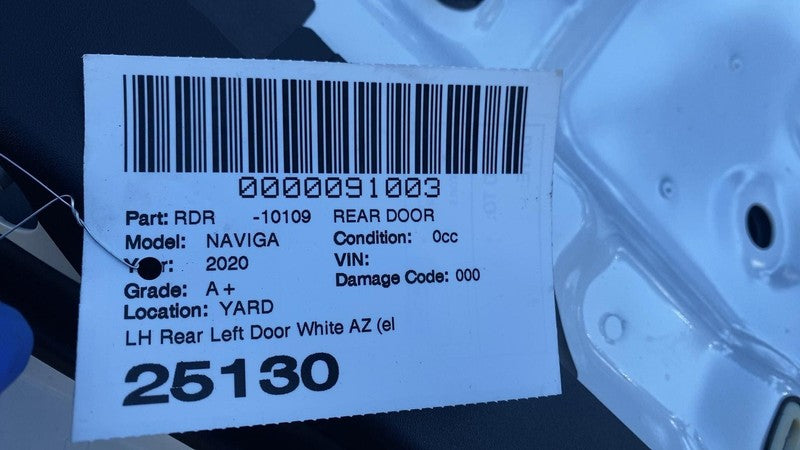 0000091003
Part: RDR -10109 REAR DOOR
Model: NAVIGA Condition: 0cc
2020 VIN:
Grade: A+ Damage Code: 000
Location: YARD
LH Rear Left Door White AZ (el
25130